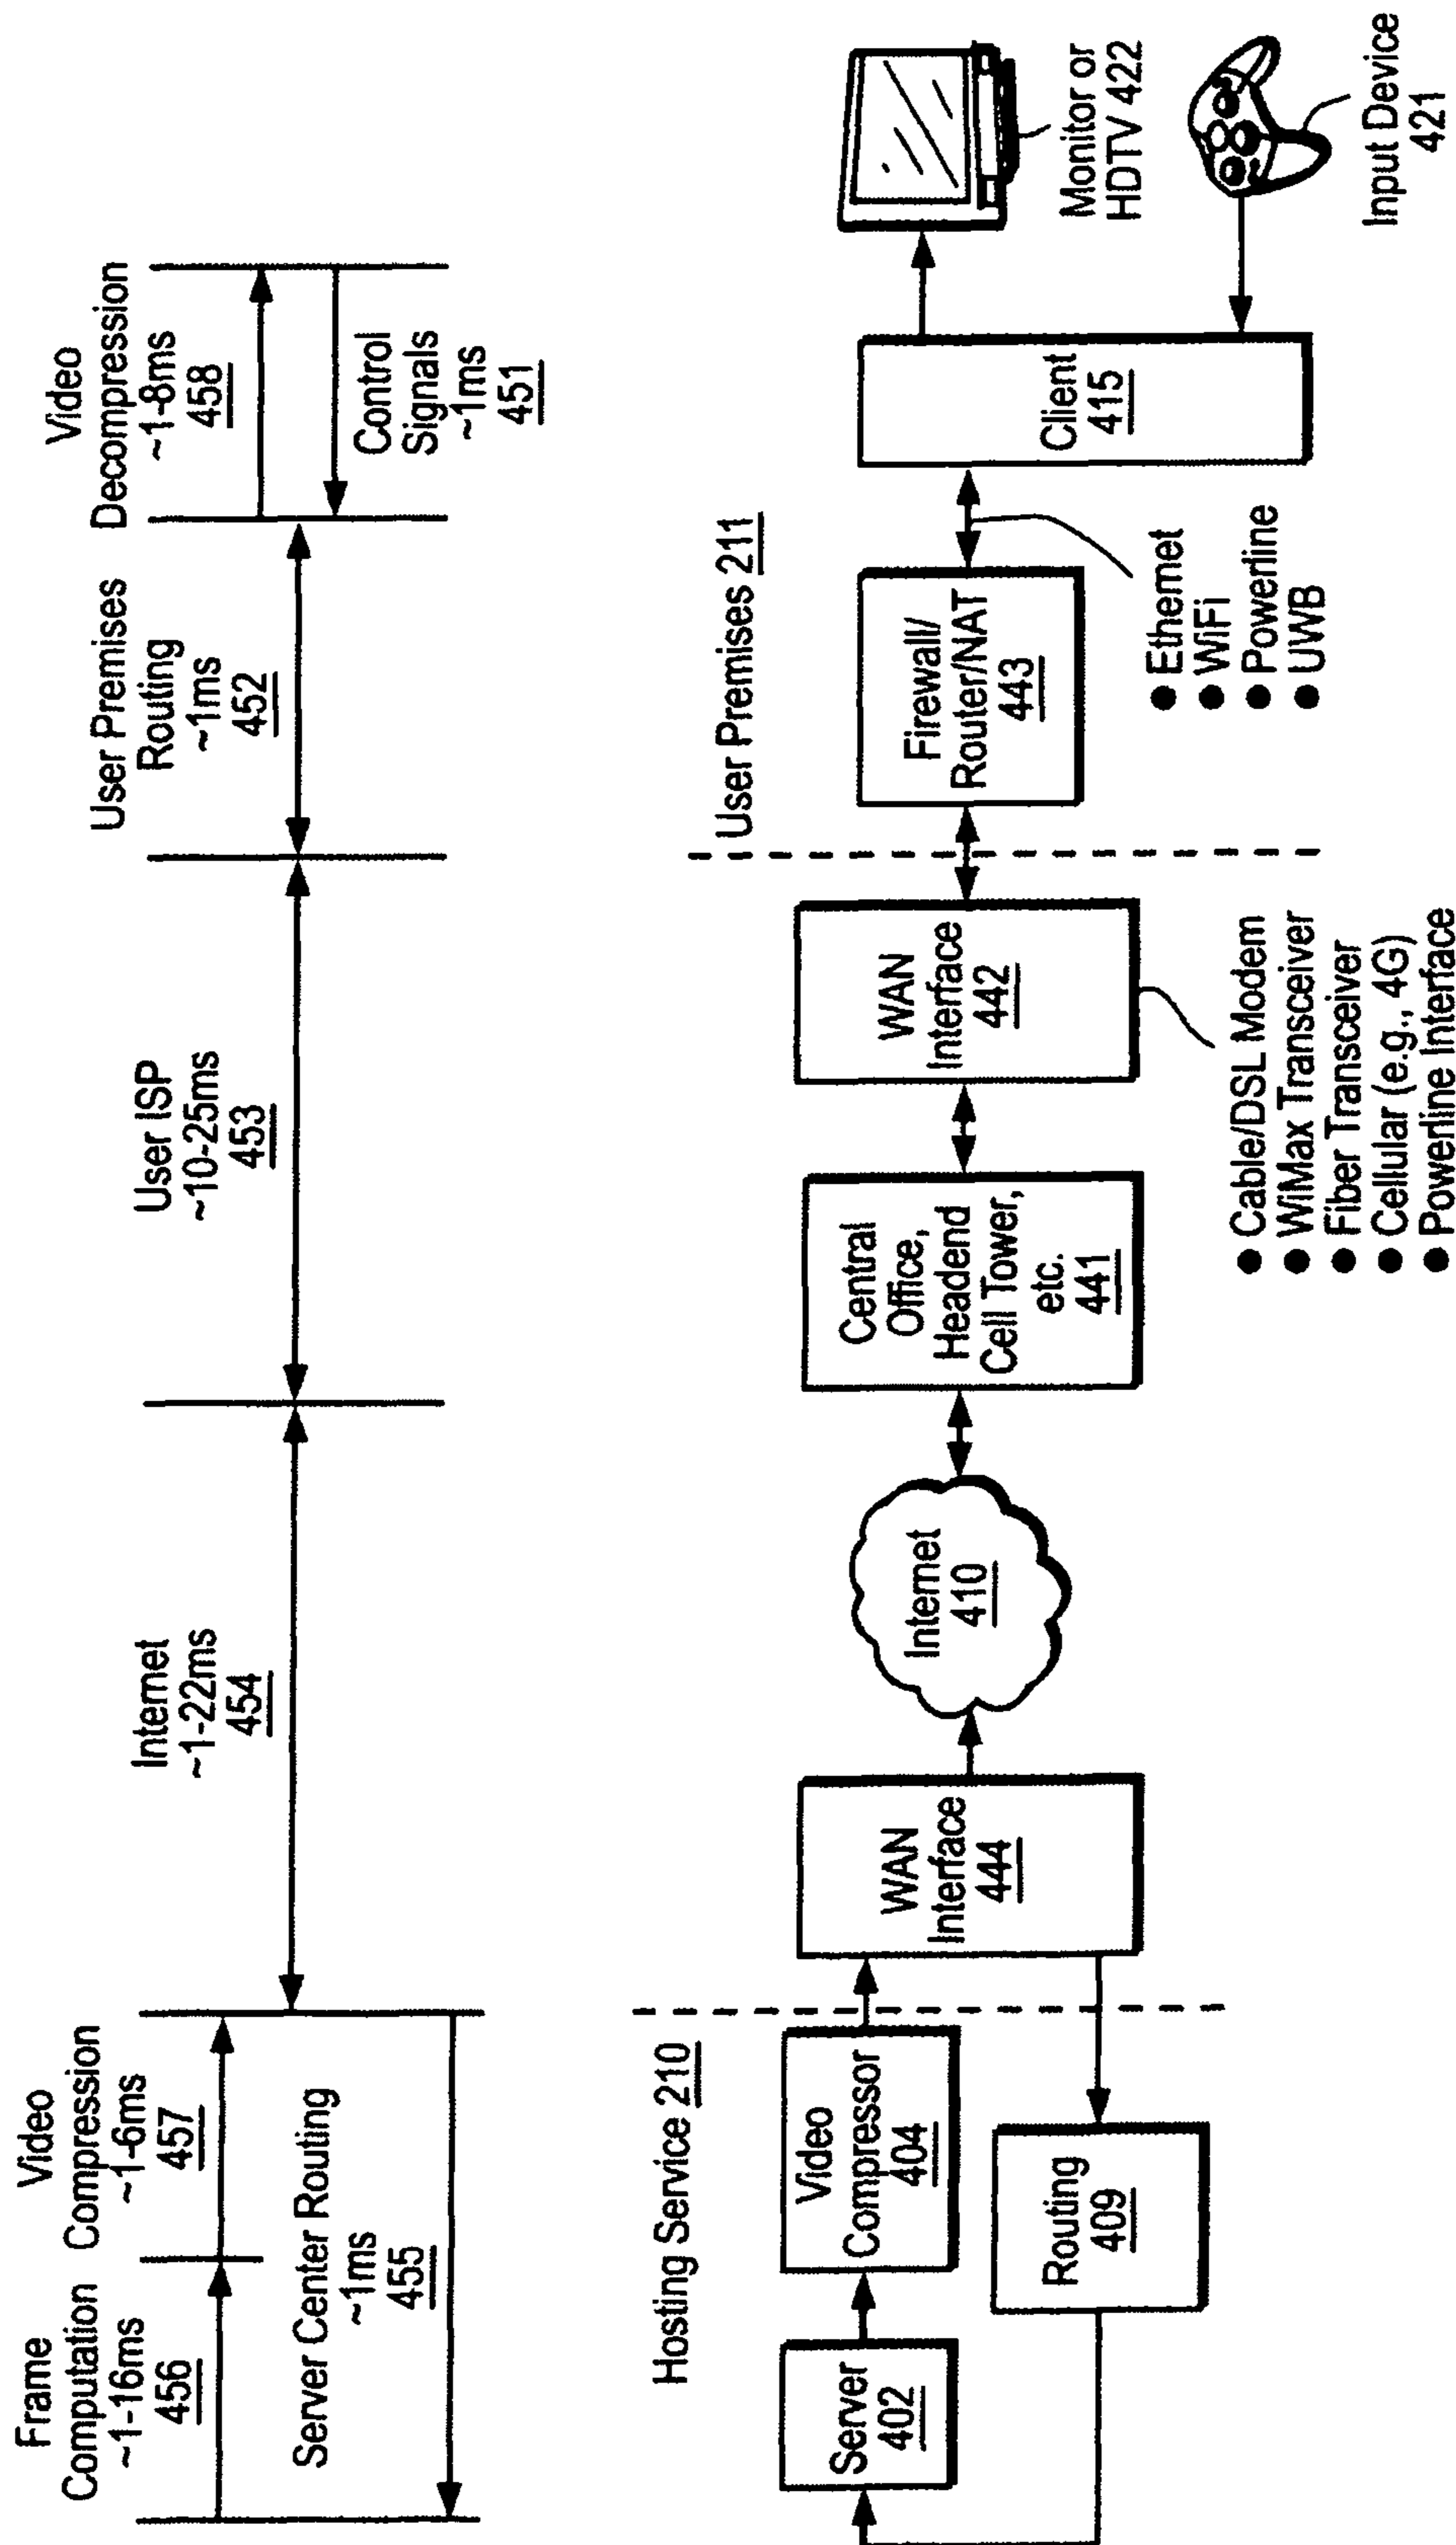 Frame
Computation
~1-16ms
456
Video
Compression
~1-6ms
457
Server Center Routing
~1ms
455
Internet
~1-22ms
454
User ISP
~10-25ms
453
User Premises
Routing
~1ms
452
Video
Decompression
~1-8ms
458
Control
Signals
~1ms
451
Hosting Service 210
Server
402
Video
Compressor
404
Routing
409
WAN
Interface
444
Internet
410
Central
Office,
Headend
Cell Tower,
etc.
441
WAN
Interface
442
● Cable/DSL Modem
● WiMax Transceiver
● Fiber Transceiver
● Cellular (e.g., 4G)
● Powerline Interface
User Premises 211
Firewall/
Router/NAT
443
● Ethernet
● WiFi
● Powerline
● UWB
Client
415
Monitor or
HDTV 422
Input Device
421